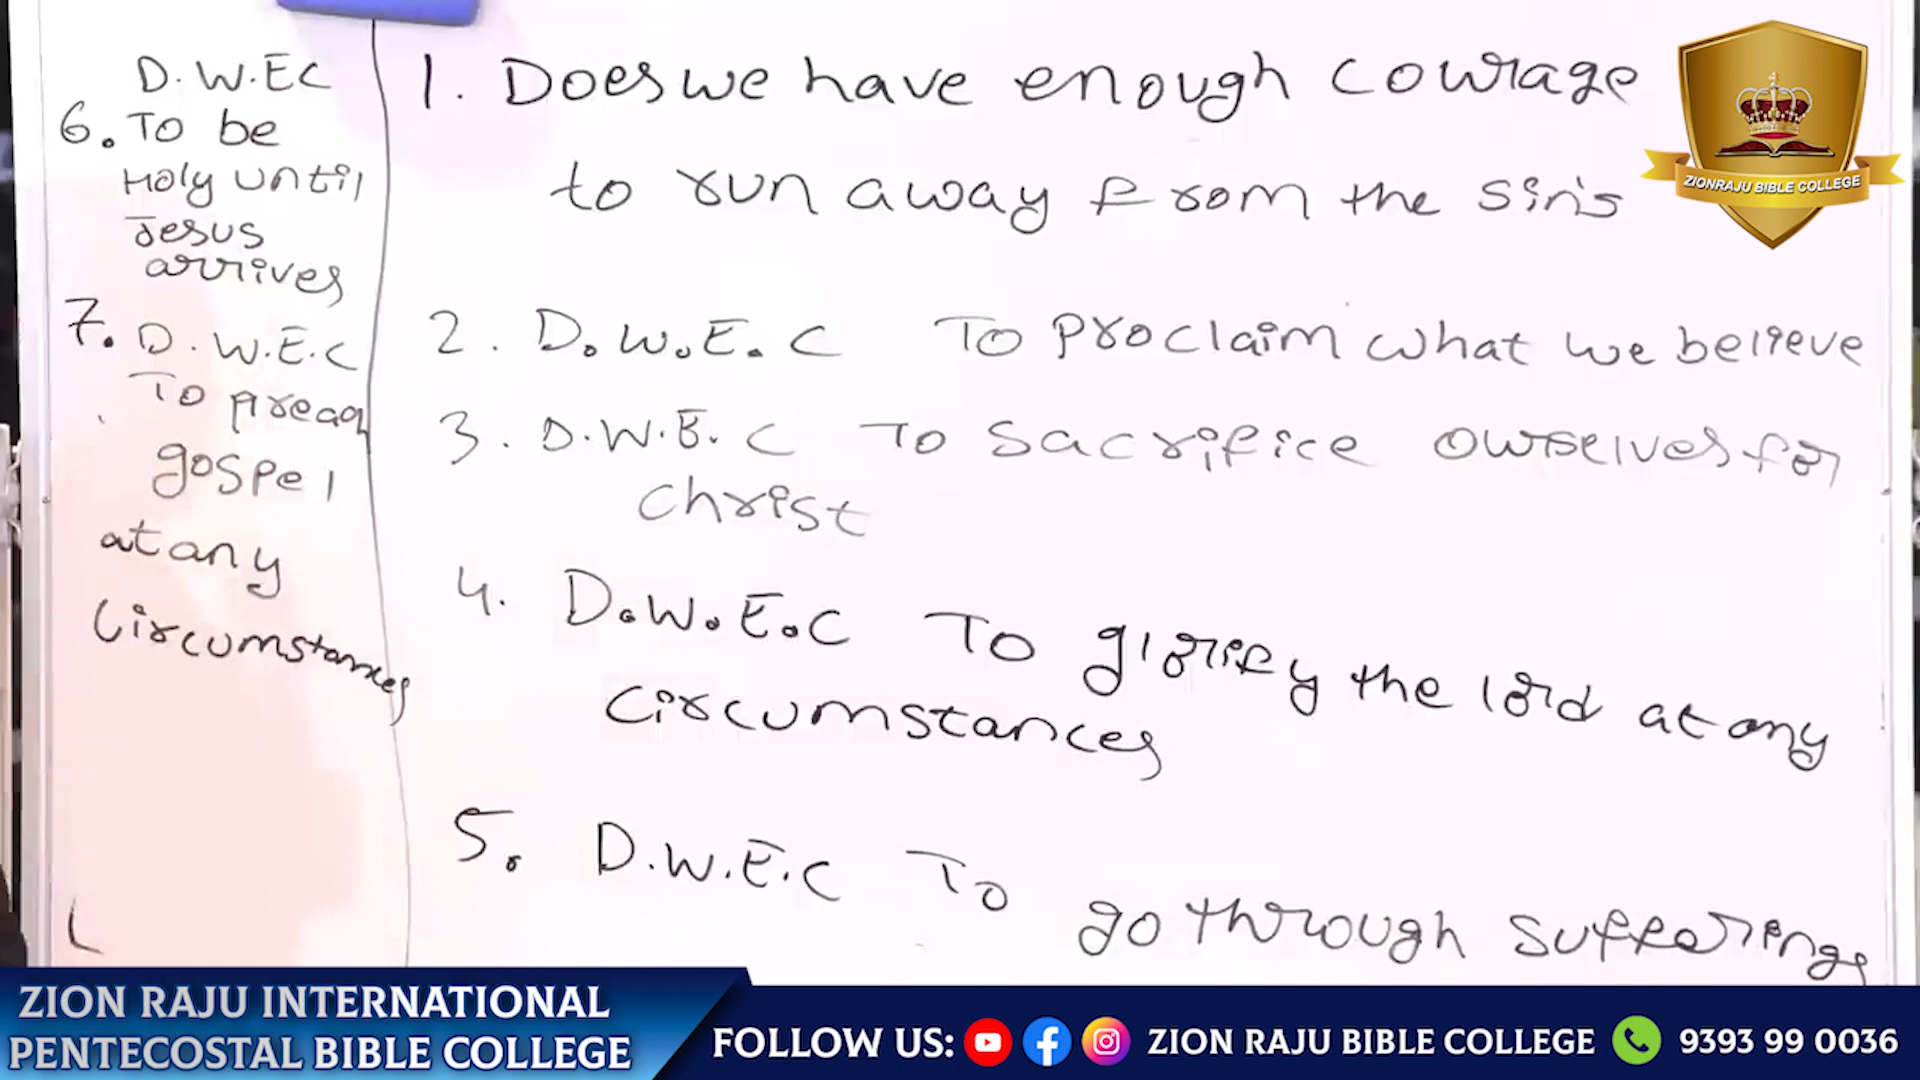 1. Does we have enough courage
to run away from the sin's
2. D.W.E.C To proclaim what we believe
3. D.W.E.C To Sacrifice ourselves for
Christ
4. D.W.E.C To glorify the lord at any
circumstances
5. D.W.E.C To
go through sufferings
D.W.EC
6. To be
Holy until
Jesus
arrives
7. D.W.E.C
To preach
gospel
at any
Circumstances
ZIONRAJU BIBLE COLLEGE
ZION RAJU INTERNATIONAL
PENTECOSTAL BIBLE COLLEGE
FOLLOW US: ZION RAJU BIBLE COLLEGE 9393 99 0036